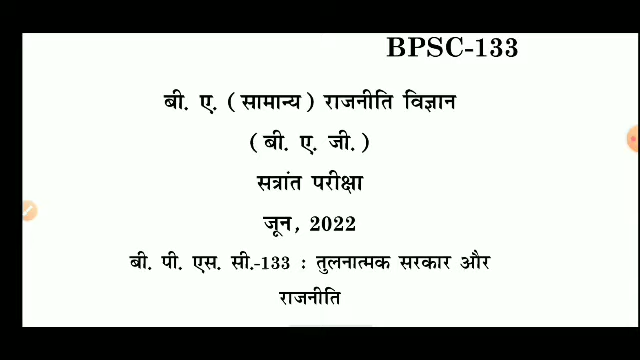 BPSC-133
बी. ए. ( सामान्य ) राजनीति विज्ञान
( बी. ए. जी. )
सत्रांत परीक्षा
जून, 2022
बी. पी. एस. सी.-133 : तुलनात्मक सरकार और
राजनीति